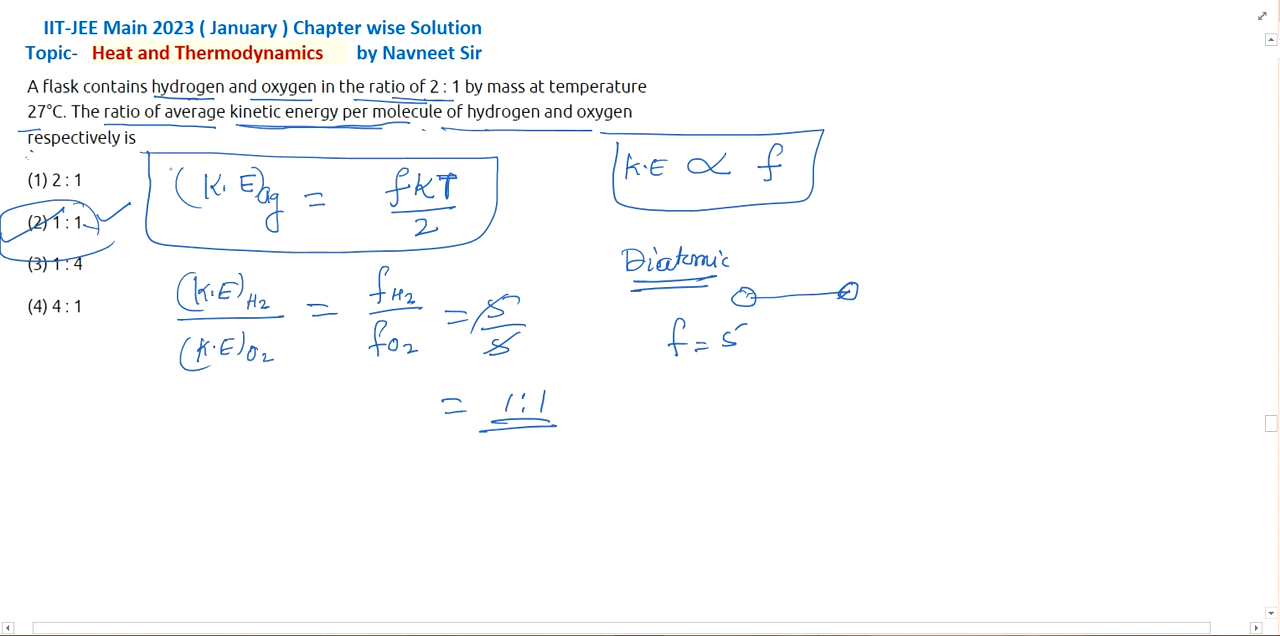 IIT-JEE Main 2023 ( January ) Chapter wise Solution
Topic- Heat and Thermodynamics by Navneet Sir
A flask contains hydrogen and oxygen in the ratio of 2 : 1 by mass at temperature
27°C. The ratio of average kinetic energy per molecule of hydrogen and oxygen
respectively is
(1) 2 : 1
(2) 1 : 1
(3) 1 : 4
(4) 4 : 1
(K.E)ag = fKT/2
K.E ∝ f
Diatomic
f = 5
(K.E)H2/(K.E)O2 = fH2/fO2 = 5/5
= 1:1